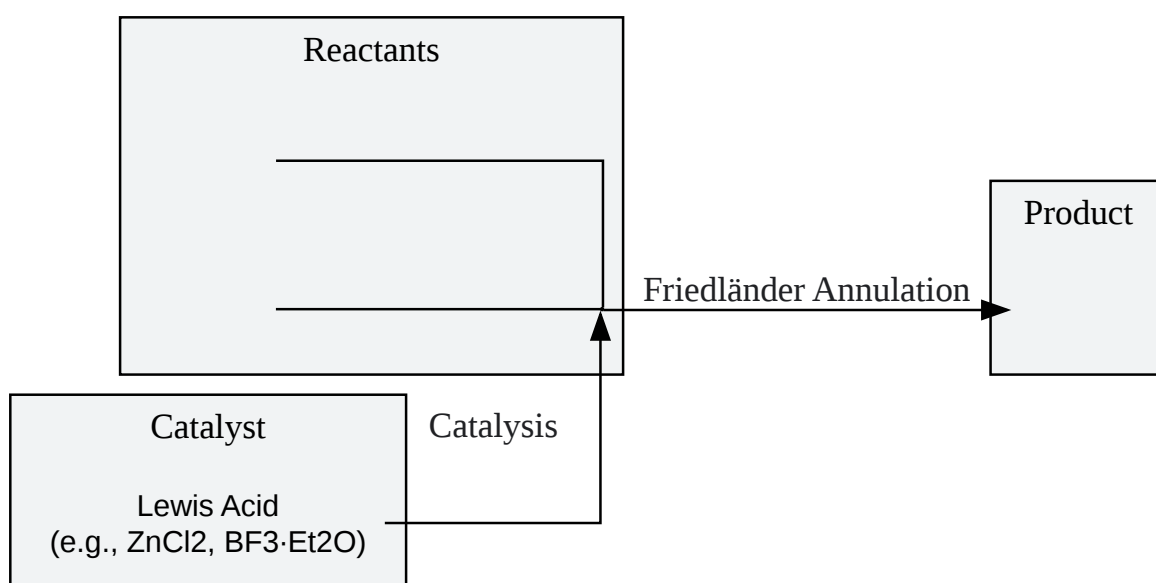 Reactants
Product
Friedländer Annulation
Catalyst
Catalysis
Lewis Acid
(e.g., ZnCl2, BF3·Et2O)